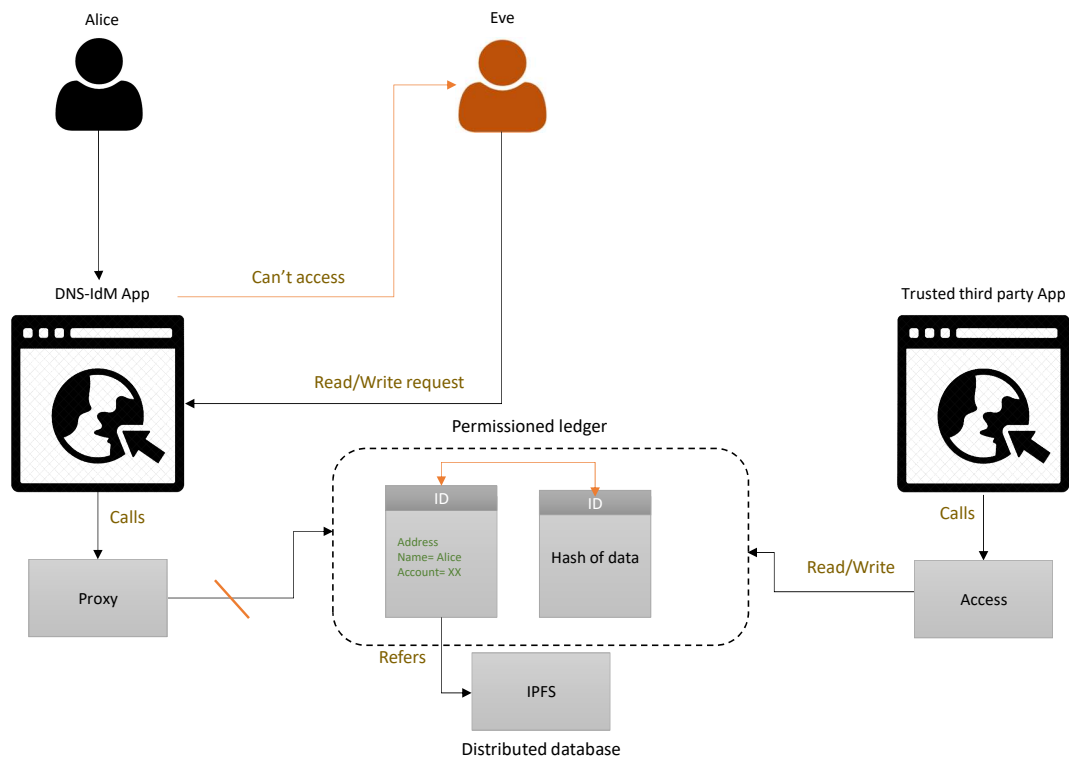 Alice
Eve
Can’t access
DNS-IdM App
Trusted third party App
Read/Write request
Permissioned ledger
ID
ID
Calls
Calls
Address
Name= Alice
Account= XX
Hash of data
Read/Write
Proxy
Access
Refers
IPFS
Distributed database